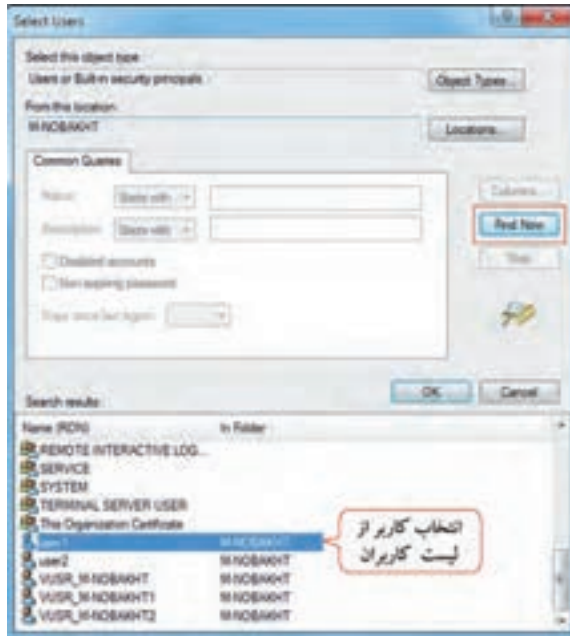 Select Users
Select this object type:
Users or Built-in security principals
Object Types...
From this location:
W-NOBAKHT
Locations...
Common Queries
Name:
Starts with
Columns...
Description:
Starts with
Find Now
Disabled accounts
Stop
Non expiring password
Days since last logon:
OK
Cancel
Search results:
Name (RDN)
In Folder
REMOTE INTERACTIVE LOG...
SERVICE
SYSTEM
TERMINAL SERVER USER
This Organization Certificate
user1
W-NOBAKHT
user2
W-NOBAKHT
VUSR_W-NOBAKHT
W-NOBAKHT
VUSR_W-NOBAKHT1
W-NOBAKHT
VUSR_W-NOBAKHT2
W-NOBAKHT
انتخاب کاربر از
لیست کاربران